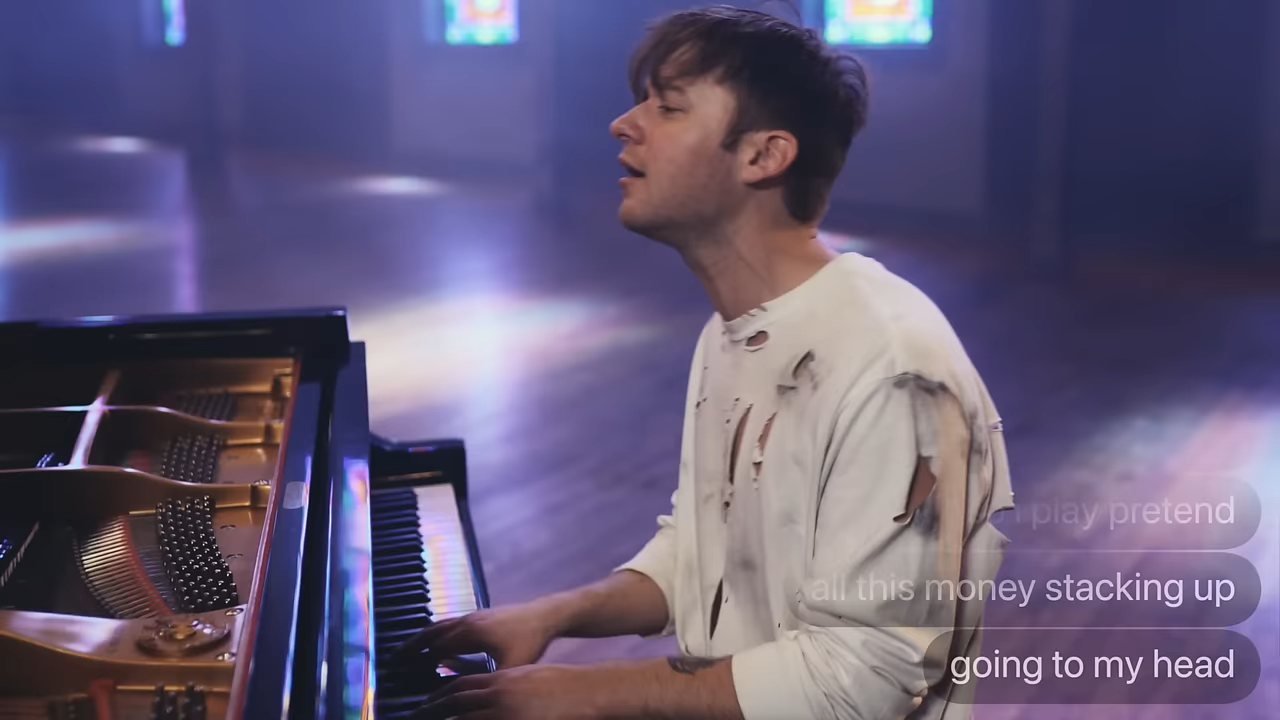 i play pretend
all this money stacking up
going to my head